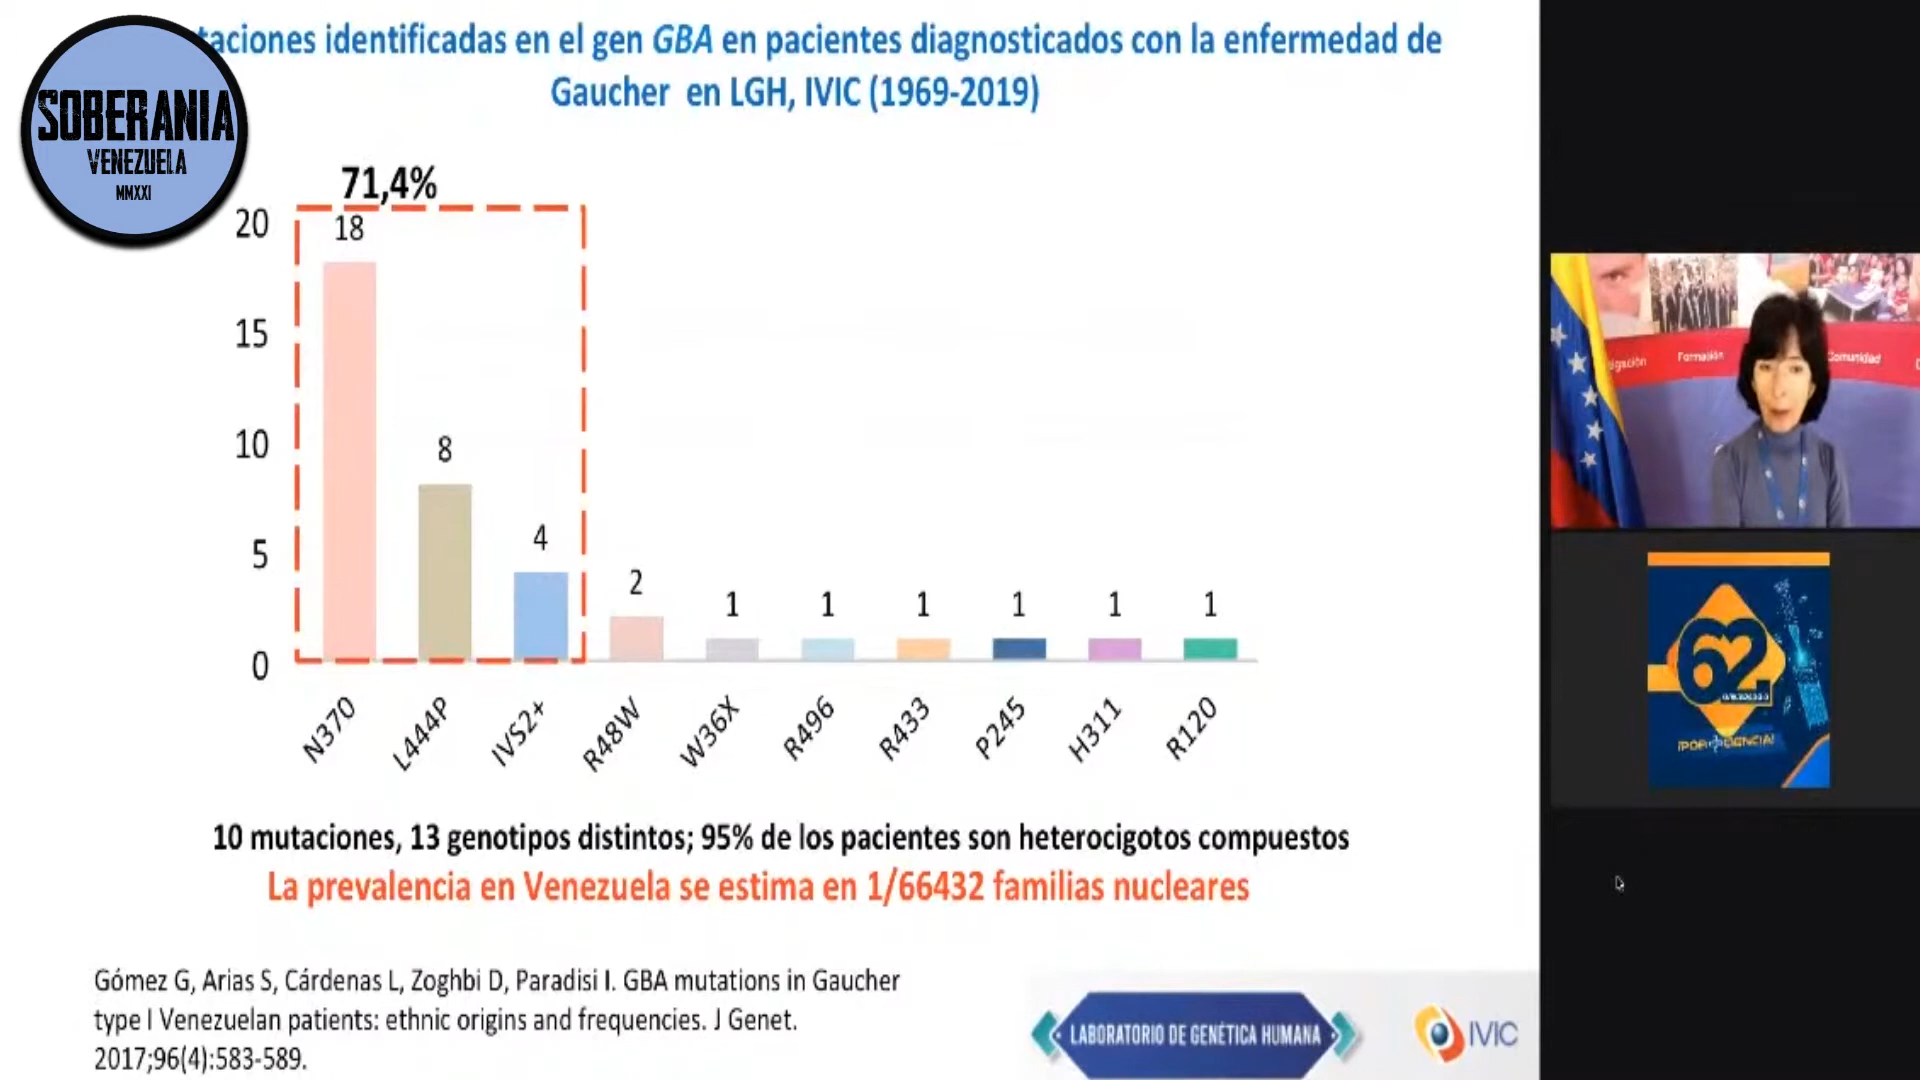 taciones identificadas en el gen GBA en pacientes diagnosticados con la enfermedad de
Gaucher en LGH, IVIC (1969-2019)
SOBERANIA
VENEZUELA
MMXXI
71,4%
20
15
10
5
0
18
8
4
2
1
1
1
1
1
1
N370
L444P
IVS2+
R48W
W36X
R496
R433
P245
H311
R120
10 mutaciones, 13 genotipos distintos; 95% de los pacientes son heterocigotos compuestos
La prevalencia en Venezuela se estima en 1/66432 familias nucleares
Gómez G, Arias S, Cárdenas L, Zoghbi D, Paradisi I. GBA mutations in Gaucher
type I Venezuelan patients: ethnic origins and frequencies. J Genet.
2017;96(4):583-589.
LABORATORIO DE GENÉTICA HUMANA
IVIC
Formación
Comunidad
62